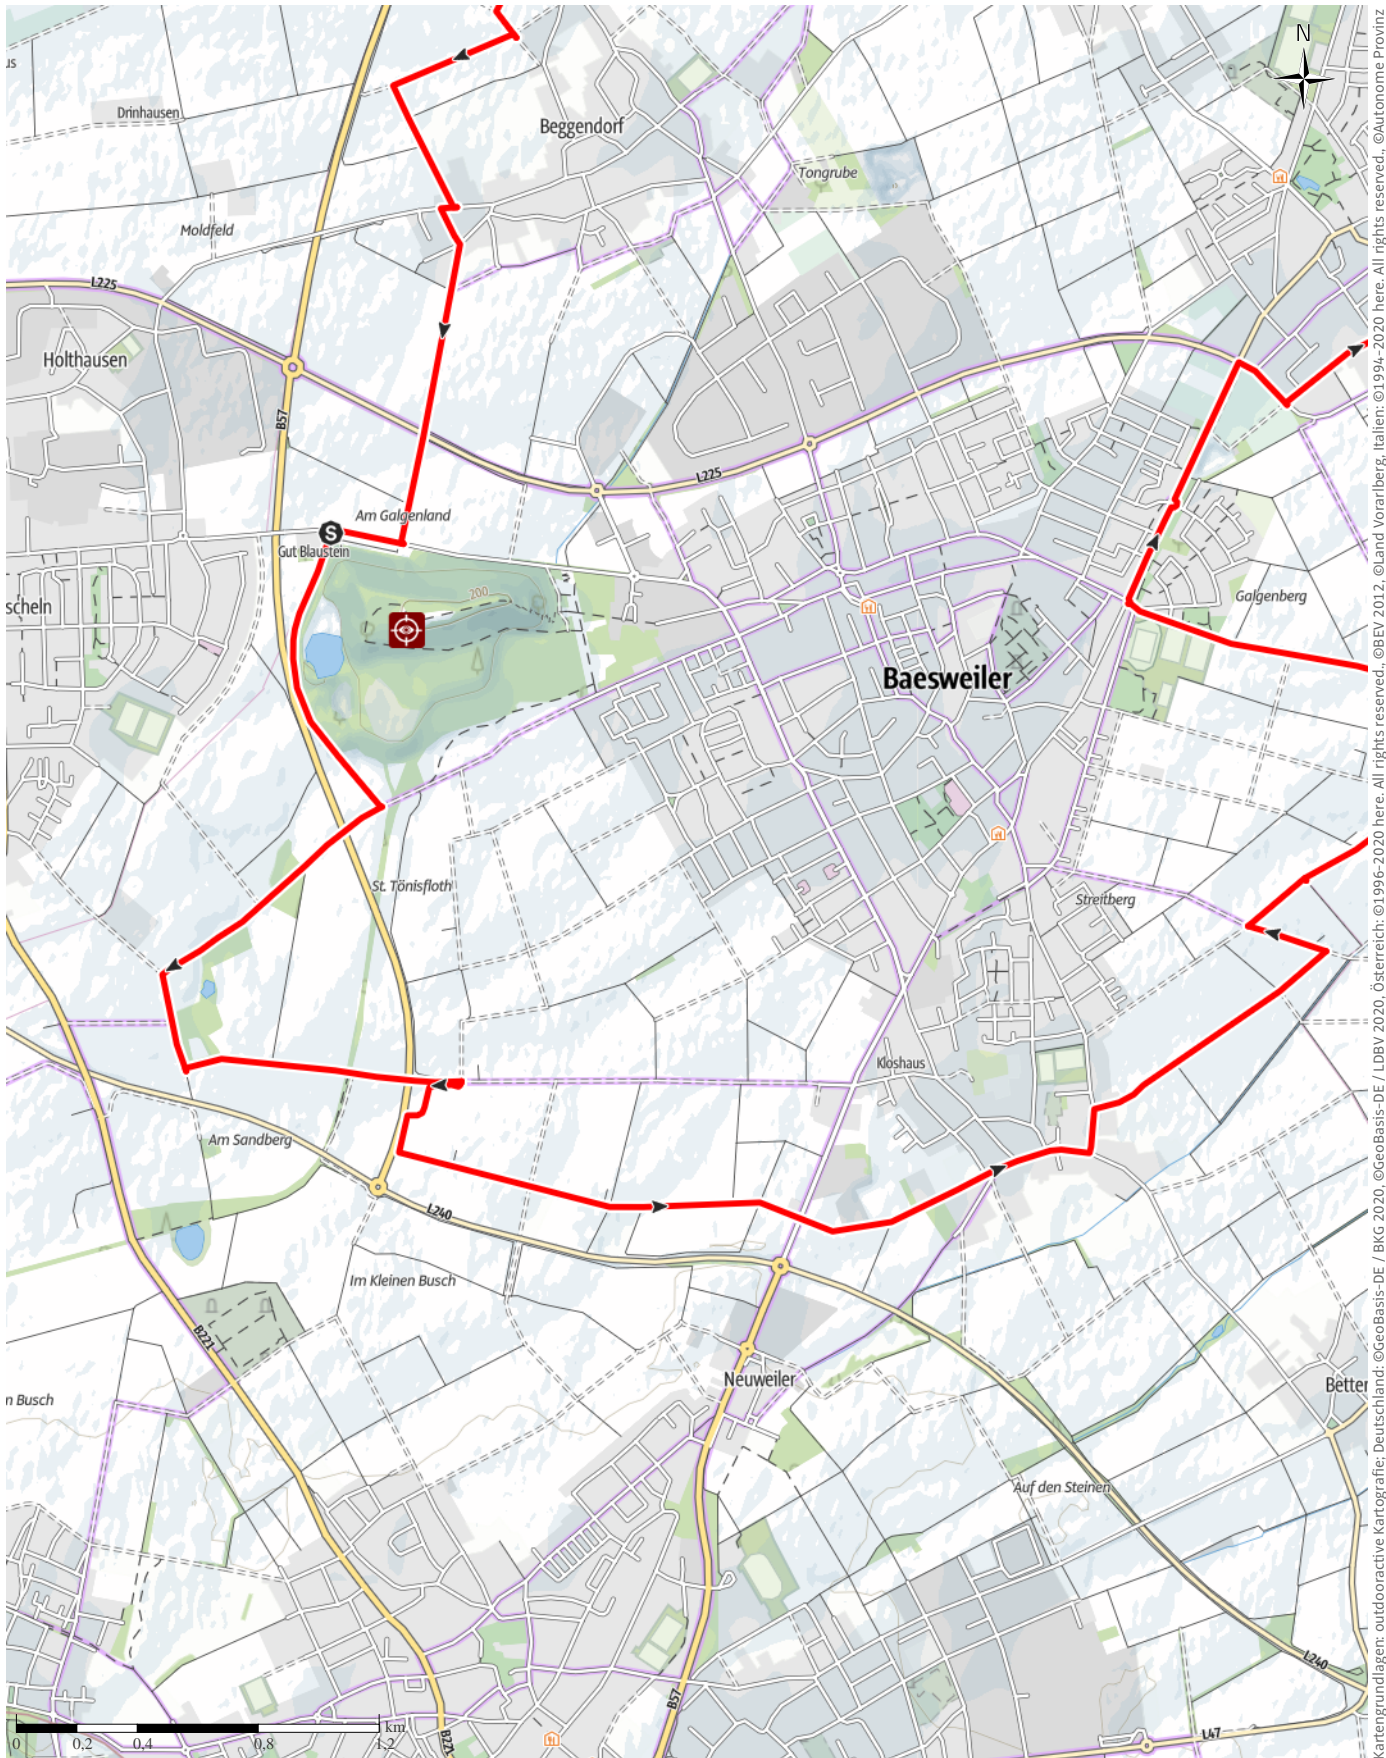 N
us
Drinhausen
Beggendorf
Tongrube
Moldfeld
L225
Holthausen
B57
L225
Am Galgenland
S
Gut Blaustein
200
scheln
Galgenberg
Baesweiler
St. Tönisfloth
Streitberg
Kloshaus
Am Sandberg
L240
Im Kleinen Busch
B221
Neuweiler
Better
n Busch
Auf den Steinen
L240
B57
B221
L47
km
0 0,2 0,4 0,8 1,2
artengrundlagen: outdooractive Kartografie; Deutschland: ©GeoBasis-DE / BKG 2020, ©GeoBasis-DE / LDBV 2020, Österreich: ©1996-2020 here. All rights reserved., ©BEV 2012, ©Land Vorarlberg, Italien: ©1994-2020 here. All rights reserved., ©Autonome Provinz